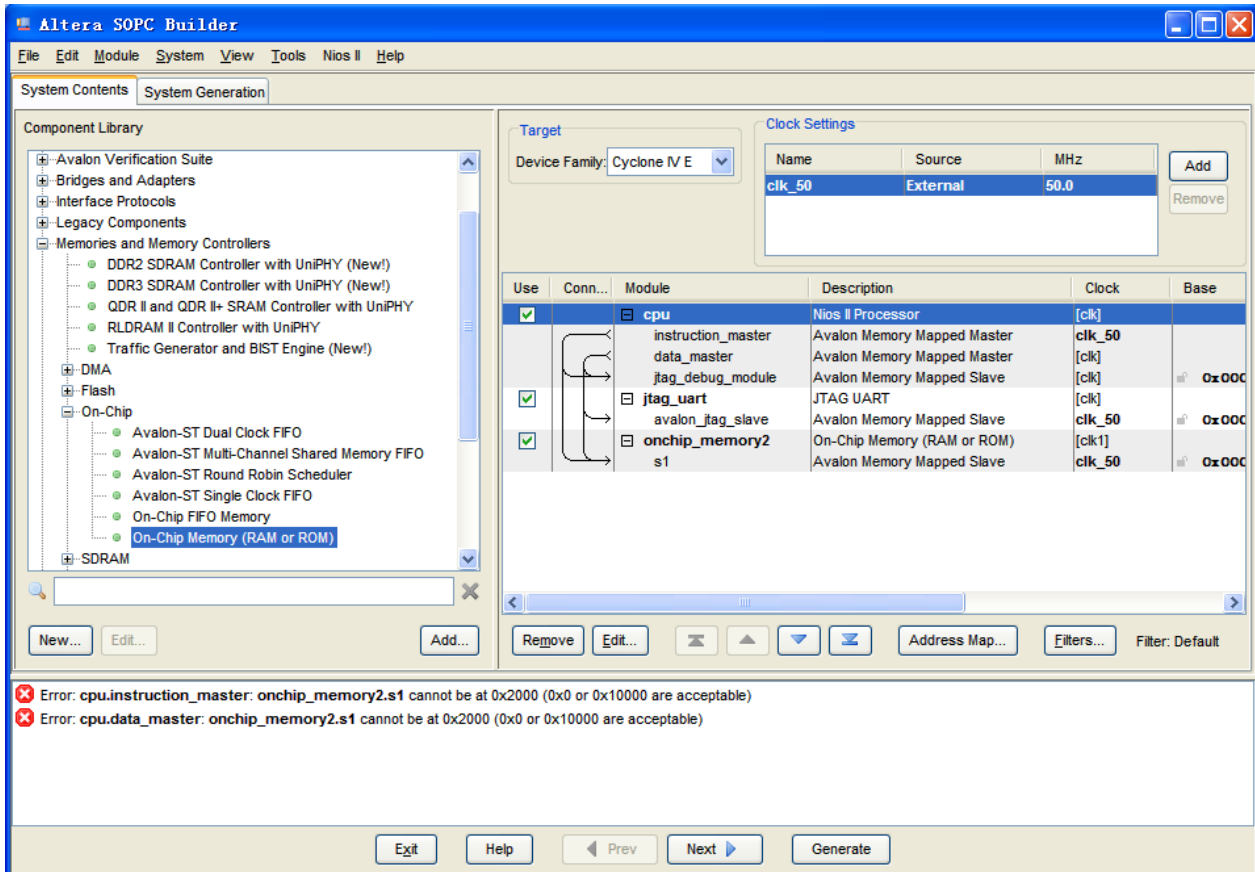 Altera SOPC Builder
File Edit Module System View Tools Nios II Help
System Contents System Generation
Component Library
Avalon Verification Suite
Bridges and Adapters
Interface Protocols
Legacy Components
Memories and Memory Controllers
DDR2 SDRAM Controller with UniPHY (New!)
DDR3 SDRAM Controller with UniPHY (New!)
QDR II and QDR II+ SRAM Controller with UniPHY
RLDRAM II Controller with UniPHY
Traffic Generator and BIST Engine (New!)
DMA
Flash
On-Chip
Avalon-ST Dual Clock FIFO
Avalon-ST Multi-Channel Shared Memory FIFO
Avalon-ST Round Robin Scheduler
Avalon-ST Single Clock FIFO
On-Chip FIFO Memory
On-Chip Memory (RAM or ROM)
SDRAM
New... Edit... Add...
Target
Device Family: Cyclone IV E
Clock Settings
Name Source MHz
clk_50 External 50.0
Add
Remove
Use Conn... Module Description Clock Base
cpu Nios II Processor [clk]
instruction_master Avalon Memory Mapped Master clk_50
data_master Avalon Memory Mapped Master [clk]
jtag_debug_module Avalon Memory Mapped Slave [clk] 0x000
jtag_uart JTAG UART [clk]
avalon_jtag_slave Avalon Memory Mapped Slave clk_50 0x000
onchip_memory2 On-Chip Memory (RAM or ROM) [clk1]
s1 Avalon Memory Mapped Slave clk_50 0x000
Remove Edit... Address Map... Filters... Filter: Default
Error: cpu.instruction_master: onchip_memory2.s1 cannot be at 0x2000 (0x0 or 0x10000 are acceptable)
Error: cpu.data_master: onchip_memory2.s1 cannot be at 0x2000 (0x0 or 0x10000 are acceptable)
Exit Help Prev Next Generate